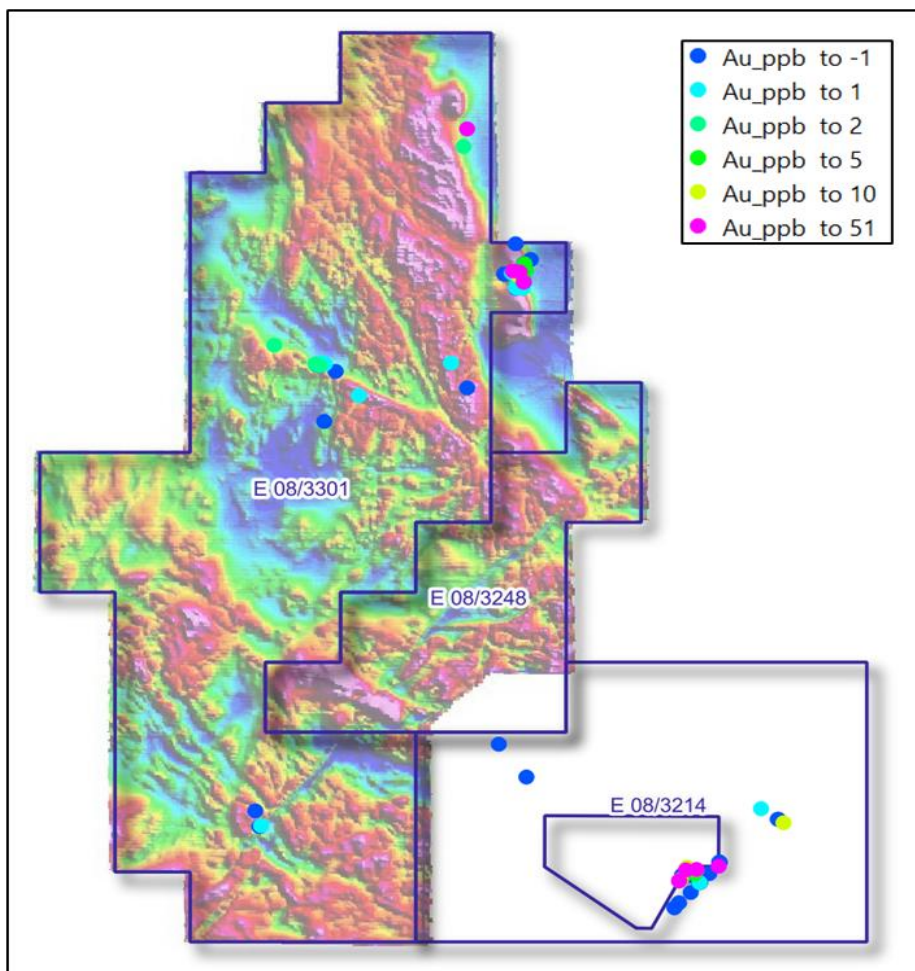 Au_ppb to -1
Au_ppb to 1
Au_ppb to 2
Au_ppb to 5
Au_ppb to 10
Au_ppb to 51
E 08/3301
E 08/3248
E 08/3214